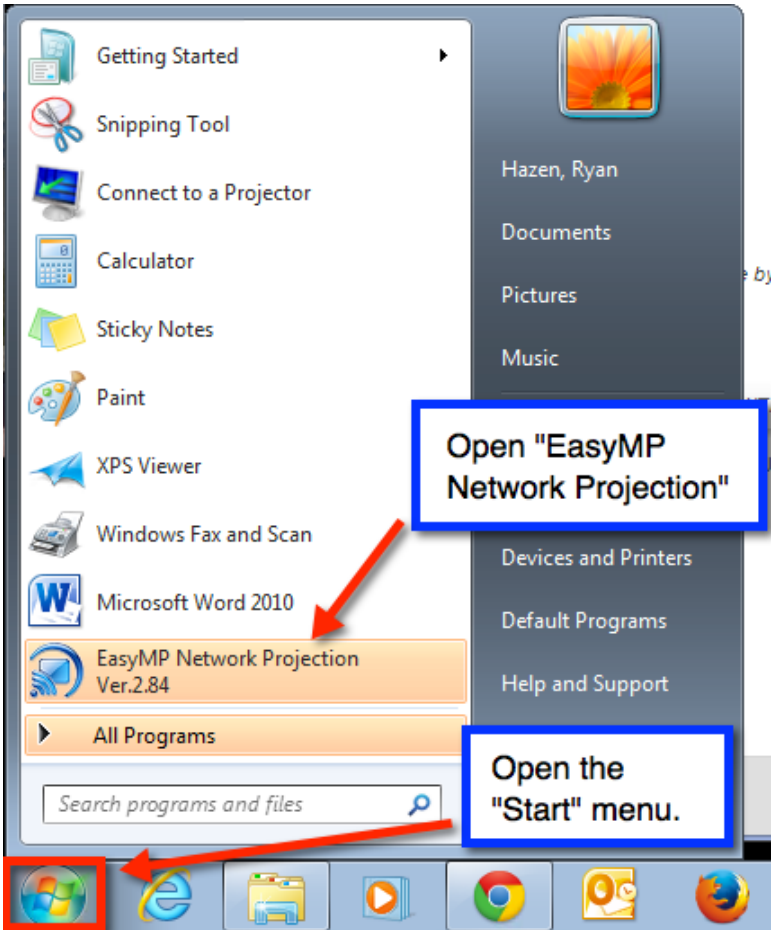 Getting Started
Snipping Tool
Connect to a Projector
Calculator
Sticky Notes
Paint
XPS Viewer
Windows Fax and Scan
Microsoft Word 2010
EasyMP Network Projection
Ver.2.84
All Programs
Search programs and files
Hazen, Ryan
Documents
Pictures
Music
Open "EasyMP
Network Projection"
Devices and Printers
Default Programs
Help and Support
Open the
"Start" menu.
by